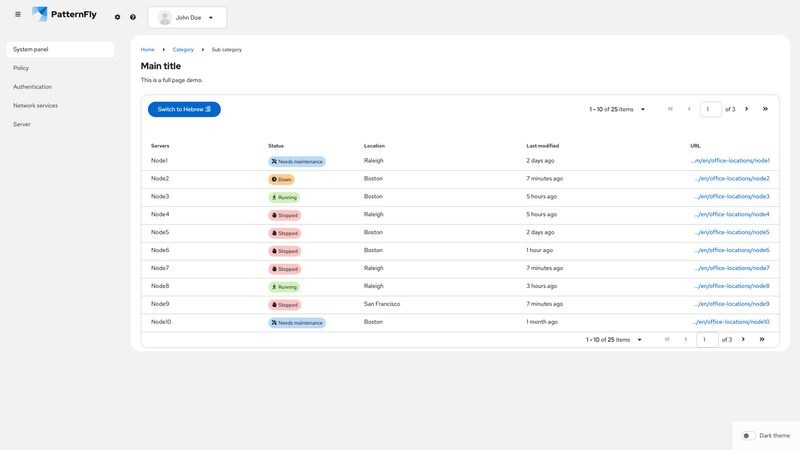 PatternFly
John Doe
System panel
Policy
Authentication
Network services
Server
Home Category Sub category
Main title
This is a full page demo.
Switch to Hebrew
1 - 10 of 25 items 1 of 3
Servers Status Location Last modified URL
Node1 Needs maintenance Raleigh 2 days ago ...m/en/office-locations/node1
Node2 Down Boston 7 minutes ago .../en/office-locations/node2
Node3 Running Boston 5 hours ago .../en/office-locations/node3
Node4 Stopped Raleigh 5 hours ago .../en/office-locations/node4
Node5 Stopped Boston 2 days ago .../en/office-locations/node5
Node6 Stopped Boston 1 hour ago .../en/office-locations/node6
Node7 Stopped Raleigh 7 minutes ago .../en/office-locations/node7
Node8 Running Raleigh 3 hours ago .../en/office-locations/node8
Node9 Stopped San Francisco 7 minutes ago .../en/office-locations/node9
Node10 Needs maintenance Boston 1 month ago .../en/office-locations/node10
1 - 10 of 25 items 1 of 3
Dark theme